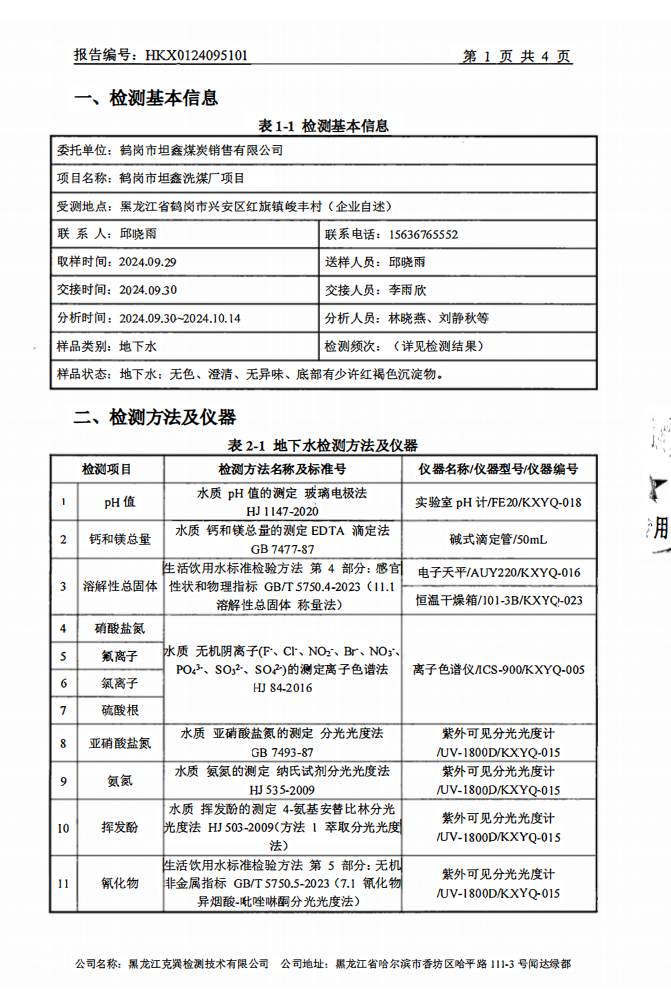 报告编号：HKX0124095101 第 1 页 共 4 页
一、检测基本信息
表 1-1 检测基本信息
委托单位：鹤岗市坦鑫煤炭销售有限公司
项目名称：鹤岗市坦鑫洗煤厂项目
受测地点：黑龙江省鹤岗市兴安区红旗镇峻丰村（企业自述）
联 系 人：邱晓雨 联系电话：15636765552
取样时间：2024.09.29 送样人员：邱晓雨
交接时间：2024.09.30 交接人员：李雨欣
分析时间：2024.09.30~2024.10.14 分析人员：林晓燕、刘静秋等
样品类别：地下水 检测频次：（详见检测结果）
样品状态：地下水：无色、澄清、无异味、底部有少许红褐色沉淀物。
二、检测方法及仪器
表 2-1 地下水检测方法及仪器
检测项目 检测方法名称及标准号 仪器名称/仪器型号/仪器编号
1 pH 值 水质 pH 值的测定 玻璃电极法
HJ 1147-2020 实验室 pH 计/FE20/KXYQ-018
2 钙和镁总量 水质 钙和镁总量的测定 EDTA 滴定法
GB 7477-87 碱式滴定管/50mL
3 溶解性总固体 生活饮用水标准检验方法 第 4 部分：感官
性状和物理指标 GB/T 5750.4-2023（11.1
溶解性总固体 称量法） 电子天平/AUY220/KXYQ-016
恒温干燥箱/101-3B/KXYQ-023
4 硝酸盐氮
5 氟离子
6 氯离子
7 硫酸根
水质 无机阴离子(F⁻、Cl⁻、NO₂⁻、Br⁻、NO₃⁻、
PO₄³⁻、SO₃²⁻、SO₄²⁻)的测定离子色谱法
HJ 84-2016 离子色谱仪/ICS-900/KXYQ-005
8 亚硝酸盐氮 水质 亚硝酸盐氮的测定 分光光度法
GB 7493-87 紫外可见分光光度计
/UV-1800D/KXYQ-015
9 氨氮 水质 氨氮的测定 纳氏试剂分光光度法
HJ 535-2009 紫外可见分光光度计
/UV-1800D/KXYQ-015
10 挥发酚 水质 挥发酚的测定 4-氨基安替比林分光
光度法 HJ 503-2009（方法 1 萃取分光光度
法） 紫外可见分光光度计
/UV-1800D/KXYQ-015
11 氰化物 生活饮用水标准检验方法 第 5 部分：无机
非金属指标 GB/T 5750.5-2023（7.1 氰化物
异烟酸-吡唑啉酮分光光度法） 紫外可见分光光度计
/UV-1800D/KXYQ-015
用
公司名称：黑龙江克巽检测技术有限公司 公司地址：黑龙江省哈尔滨市香坊区哈平路 111-3 号闻达绿都